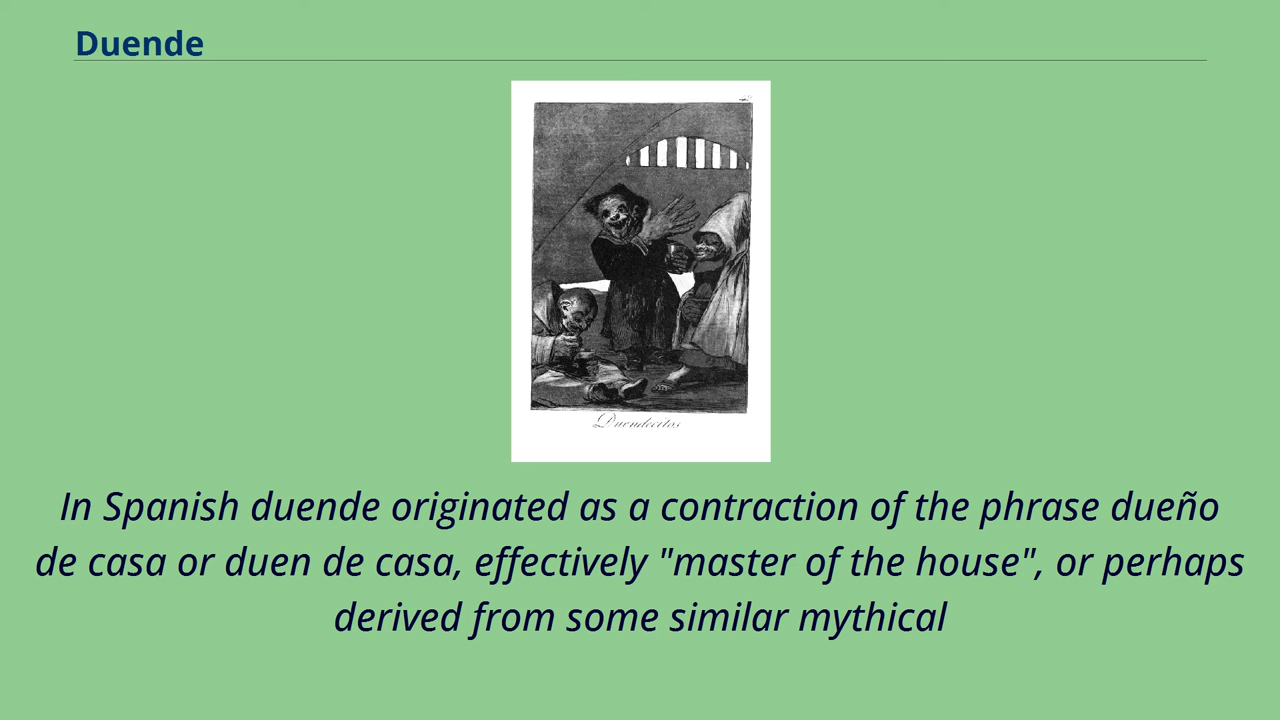 Duende
Duendecitos
In Spanish duende originated as a contraction of the phrase dueño
de casa or duen de casa, effectively "master of the house", or perhaps
derived from some similar mythical